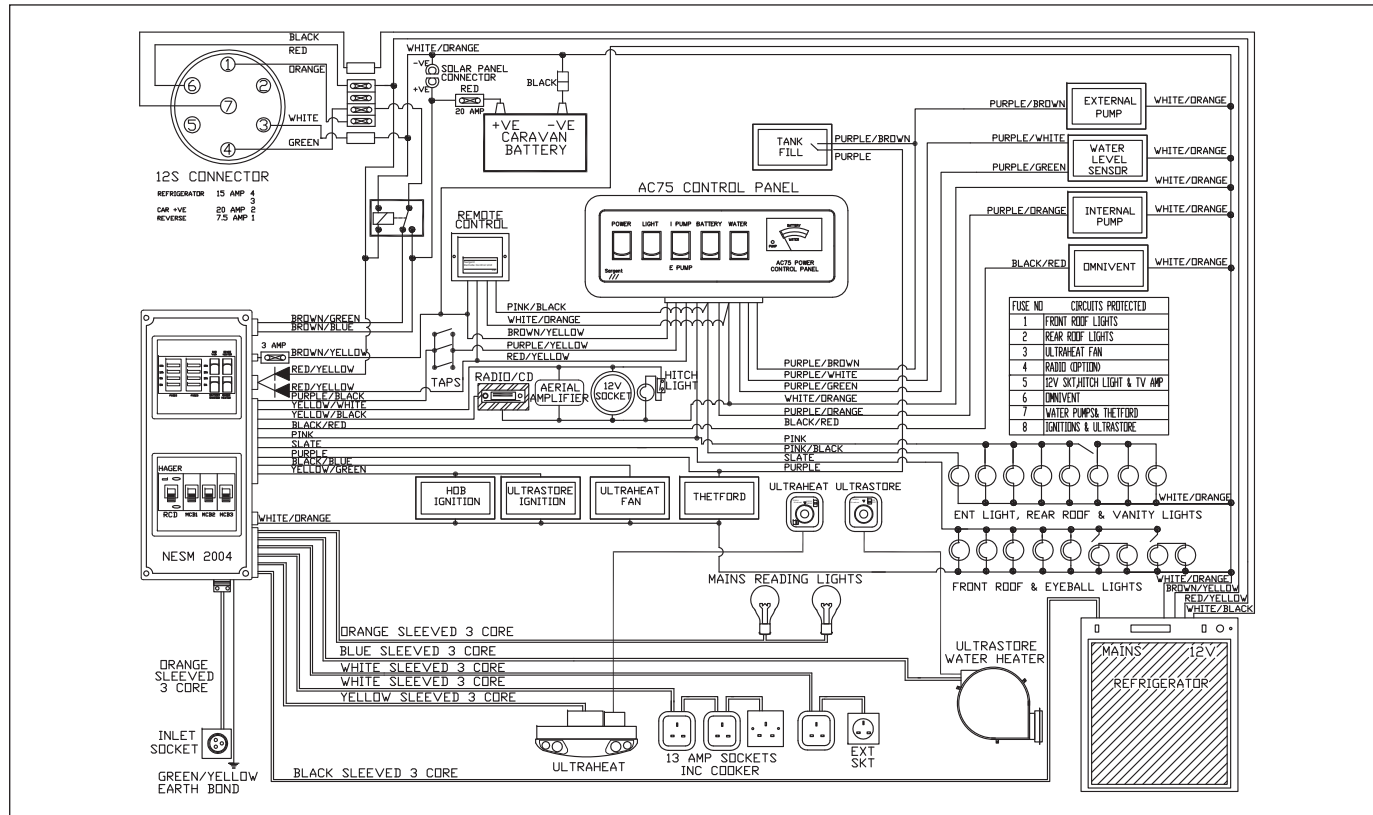 BLACK
RED
ORANGE
WHITE
GREEN
1
2
3
4
5
6
7
12S CONNECTOR
REFRIGERATOR 15 AMP 4
3
CAR +VE 20 AMP 2
REVERSE 7.5 AMP 1
WHITE/ORANGE
-VE
SOLAR PANEL
CONNECTOR
+VE
RED
20 AMP
BLACK
+VE -VE
CARAVAN
BATTERY
TANK
FILL
PURPLE/BROWN
PURPLE
PURPLE/BROWN
EXTERNAL
PUMP
WHITE/ORANGE
PURPLE/WHITE
PURPLE/GREEN
WATER
LEVEL
SENSOR
WHITE/ORANGE
WHITE/ORANGE
PURPLE/ORANGE
INTERNAL
PUMP
WHITE/ORANGE
BLACK/RED
OMNIVENT
WHITE/ORANGE
AC75 CONTROL PANEL
POWER LIGHT I PUMP BATTERY WATER
E PUMP
BATTERY
WATER
PUMP
Sargent
AC75 POWER
CONTROL PANEL
REMOTE
CONTROL
PINK/BLACK
WHITE/ORANGE
BROWN/YELLOW
PURPLE/YELLOW
RED/YELLOW
BROWN/GREEN
BROWN/BLUE
3 AMP
BROWN/YELLOW
RED/YELLOW
RED/YELLOW
PURPLE/BLACK
YELLOW/WHITE
YELLOW/BLACK
BLACK/RED
PINK
SLATE
PURPLE
BLACK/BLUE
YELLOW/GREEN
WHITE/ORANGE
TAPS
RADIO/CD
AERIAL
AMPLIFIER
12V
SOCKET
HITCH
LIGHT
PURPLE/BROWN
PURPLE/WHITE
PURPLE/GREEN
WHITE/ORANGE
PURPLE/ORANGE
BLACK/RED
PINK
PINK/BLACK
SLATE
PURPLE
FUSE NO CIRCUITS PROTECTED
1 FRONT ROOF LIGHTS
2 REAR ROOF LIGHTS
3 ULTRAHEAT FAN
4 RADIO (OPTION)
5 12V SKT,HITCH LIGHT & TV AMP
6 OMNIVENT
7 WATER PUMPS& THETFORD
8 IGNITIONS & ULTRASTORE
HAGER
RCD MCB1 MCB2 MCB3
NESM 2004
HOB
IGNITION
ULTRASTORE
IGNITION
ULTRAHEAT
FAN
THETFORD
ULTRAHEAT
ULTRASTORE
WHITE/ORANGE
ENT LIGHT, REAR ROOF & VANITY LIGHTS
FRONT ROOF & EYEBALL LIGHTS
WHITE/ORANGE
BROWN/YELLOW
RED/YELLOW
WHITE/BLACK
MAINS READING LIGHTS
ORANGE SLEEVED 3 CORE
BLUE SLEEVED 3 CORE
WHITE SLEEVED 3 CORE
WHITE SLEEVED 3 CORE
YELLOW SLEEVED 3 CORE
BLACK SLEEVED 3 CORE
ORANGE
SLEEVED
3 CORE
INLET
SOCKET
GREEN/YELLOW
EARTH BOND
ULTRAHEAT
13 AMP SOCKETS
INC COOKER
EXT
SKT
ULTRASTORE
WATER HEATER
MAINS 12V
REFRIGERATOR